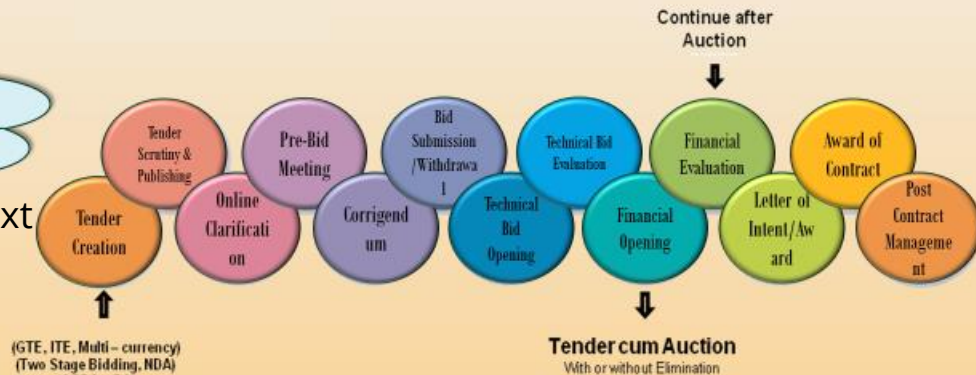 Continue after
Auction
Tender
Scrutiny &
Publishing
Pre-Bid
Meeting
Bid
Submission
/Withdrawa
l
Technical Bid
Evaluation
Financial
Evaluation
Award of
Contract
xt
Tender
Creation
Online
Clarificati
on
Corrigend
um
Technical
Bid
Opening
Financial
Opening
Letter of
Intent/Aw
ard
Post
Contract
Manageme
nt
(GTE, ITE, Multi – currency)
(Two Stage Bidding, NDA)
Tender cum Auction
With or without Elimination